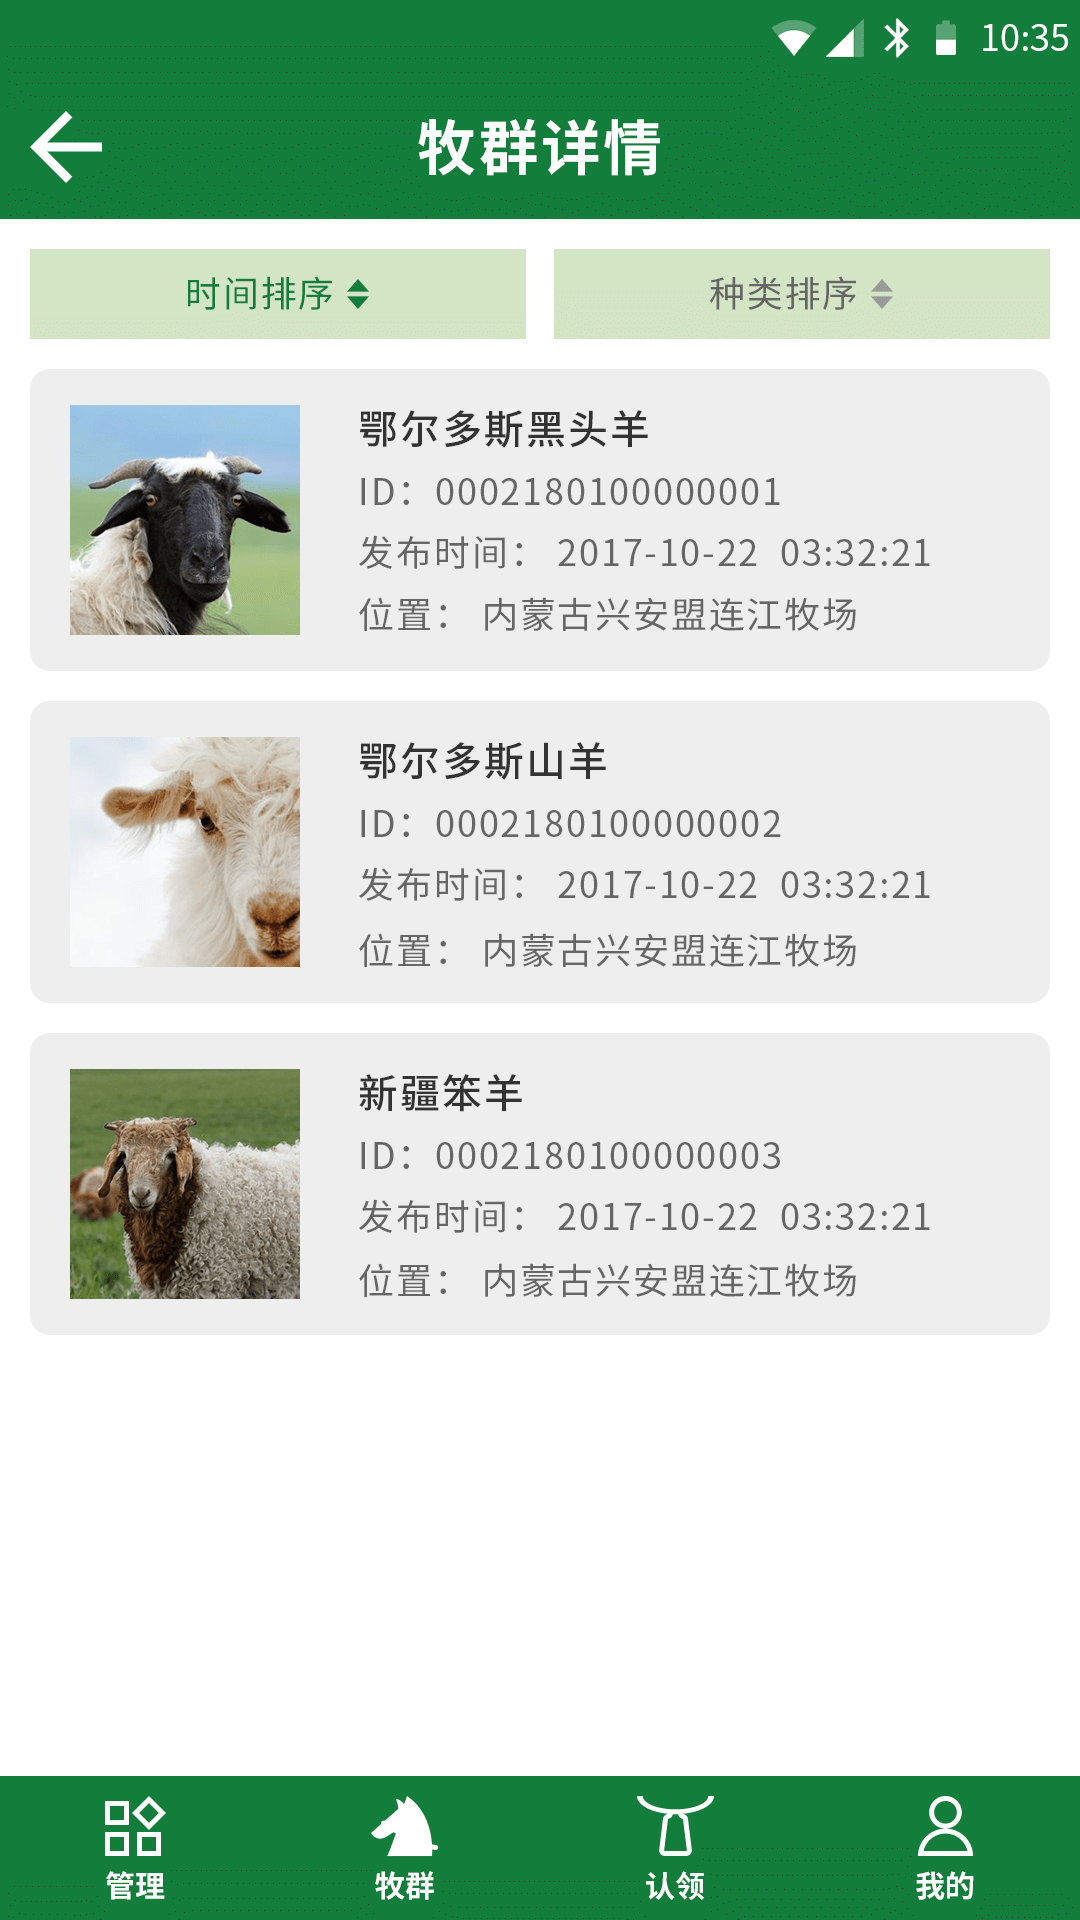 10:35
牧群详情
时间排序
种类排序
鄂尔多斯黑头羊
ID：0002180100000001
发布时间： 2017-10-22 03:32:21
位置： 内蒙古兴安盟连江牧场
鄂尔多斯山羊
ID：0002180100000002
发布时间： 2017-10-22 03:32:21
位置： 内蒙古兴安盟连江牧场
新疆笨羊
ID：0002180100000003
发布时间： 2017-10-22 03:32:21
位置： 内蒙古兴安盟连江牧场
管理
牧群
认领
我的